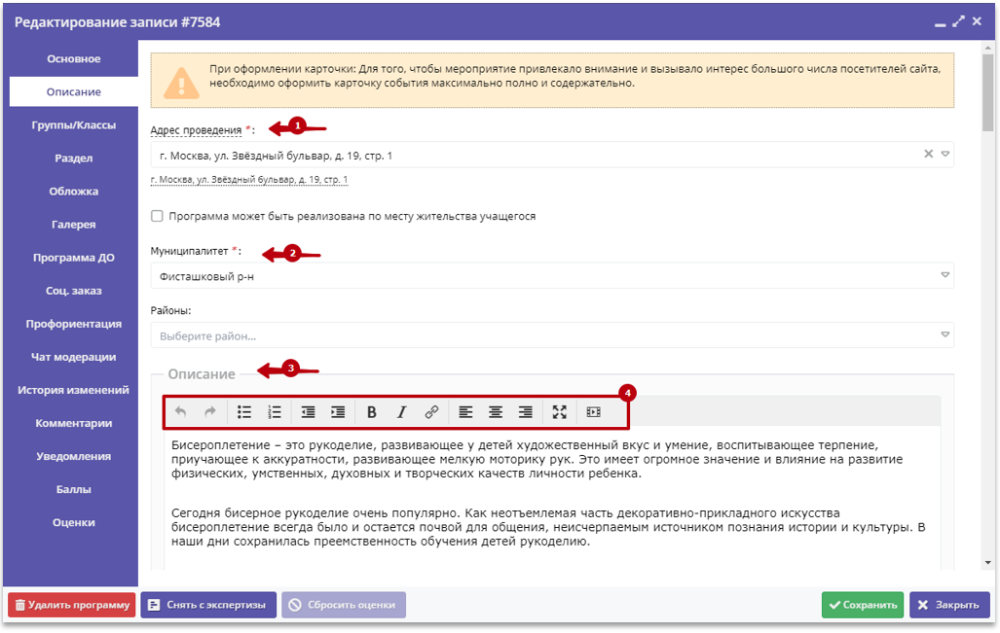 Редактирование записи #7584
Основное
Описание
Группы/Классы
Раздел
Обложка
Галерея
Программа ДО
Соц. заказ
Профориентация
Чат модерации
История изменений
Комментарии
Уведомления
Баллы
Оценки
При оформлении карточки: Для того, чтобы мероприятие привлекало внимание и вызывало интерес большого числа посетителей сайта,
необходимо оформить карточку события максимально полно и содержательно.
Адрес проведения *:
1
г. Москва, ул. Звёздный бульвар, д. 19, стр. 1
г. Москва, ул. Звёздный бульвар, д. 19, стр. 1
Программа может быть реализована по месту жительства учащегося
Муниципалитет *:
2
Фисташковый р-н
Районы:
Выберите район...
Описание
3
4
B I
Бисероплетение – это рукоделие, развивающее у детей художественный вкус и умение, воспитывающее терпение,
приучающее к аккуратности, развивающее мелкую моторику рук. Это имеет огромное значение и влияние на развитие
физических, умственных, духовных и творческих качеств личности ребенка.
Сегодня бисерное рукоделие очень популярно. Как неотъемлемая часть декоративно-прикладного искусства
бисероплетение всегда было и остается почвой для общения, неисчерпаемым источником познания истории и культуры. В
наши дни сохранилась преемственность обучения детей рукоделию.
Удалить программу
Снять с экспертизы
Сбросить оценки
Сохранить
Закрыть